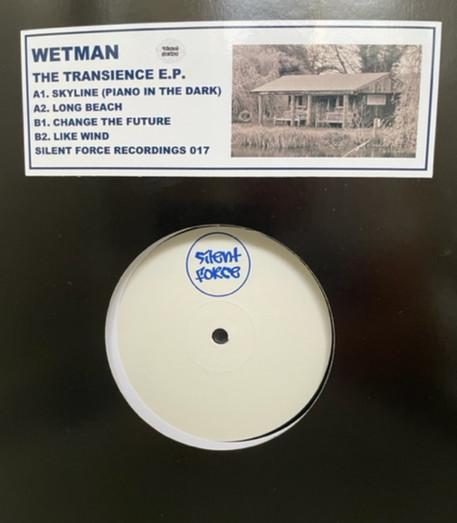 WETMAN
THE TRANSIENCE E.P.
A1. SKYLINE (PIANO IN THE DARK)
A2. LONG BEACH
B1. CHANGE THE FUTURE
B2. LIKE WIND
SILENT FORCE RECORDINGS 017
silent
force